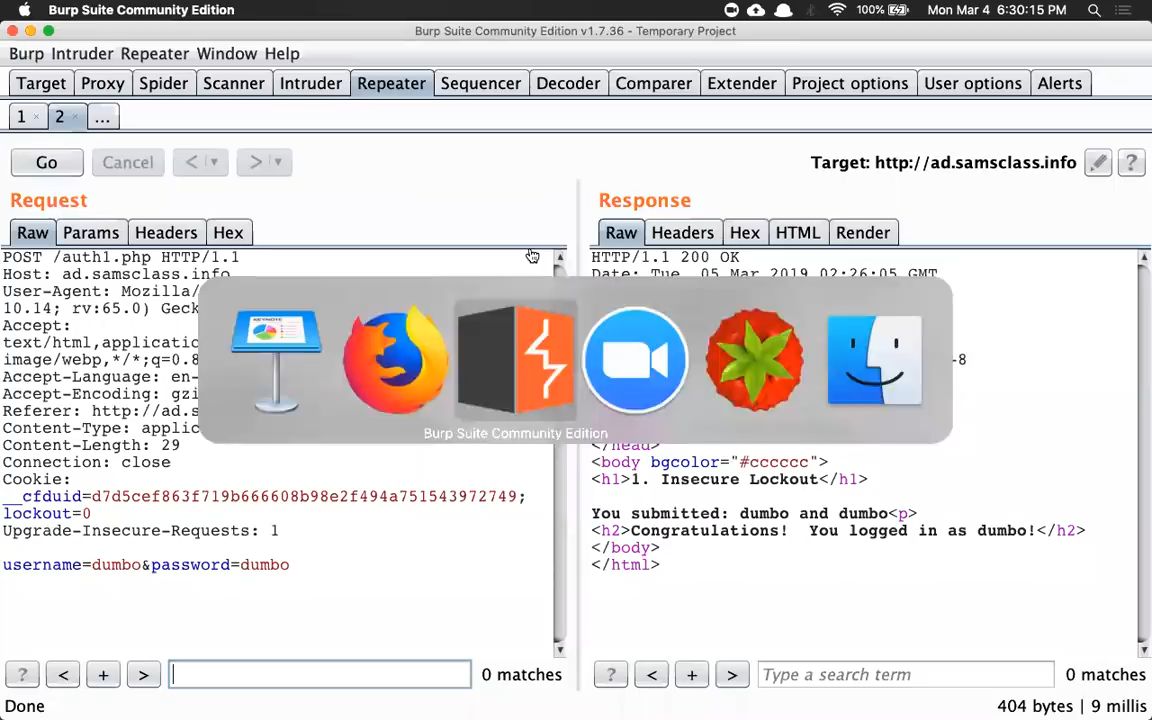 Burp Suite Community Edition
100%
Mon Mar 4 6:30:15 PM
Burp Suite Community Edition v1.7.36 - Temporary Project
Burp Intruder Repeater Window Help
Target Proxy Spider Scanner Intruder Repeater Sequencer Decoder Comparer Extender Project options User options Alerts
1 × 2 × ...
Go Cancel < > Target: http://ad.samsclass.info ?
Request
Raw Params Headers Hex
POST /auth1.php HTTP/1.1
Host: ad.samsclass.info
User-Agent: Mozilla/
10.14; rv:65.0) Geck
Accept:
text/html,applicati
image/webp,*/*;q=0.8
Accept-Language: en-
Accept-Encoding: gzi
Referer: http://ad.s
Content-Type: applic
Content-Length: 29
Connection: close
Cookie:
__cfduid=d7d5cef863f719b666608b98e2f494a751543972749;
lockout=0
Upgrade-Insecure-Requests: 1
username=dumbo&password=dumbo
? < + > 0 matches
Done
Response
Raw Headers Hex HTML Render
HTTP/1.1 200 OK
Date: Tue, 05 Mar 2019 02:26:05 GMT
-8
</head>
<body bgcolor="#cccccc">
<h1>1. Insecure Lockout</h1>
You submitted: dumbo and dumbo<p>
<h2>Congratulations!  You logged in as dumbo!</h2>
</body>
</html>
? < + > Type a search term 0 matches
404 bytes | 9 millis
KEYNOTE
Burp Suite Community Edition